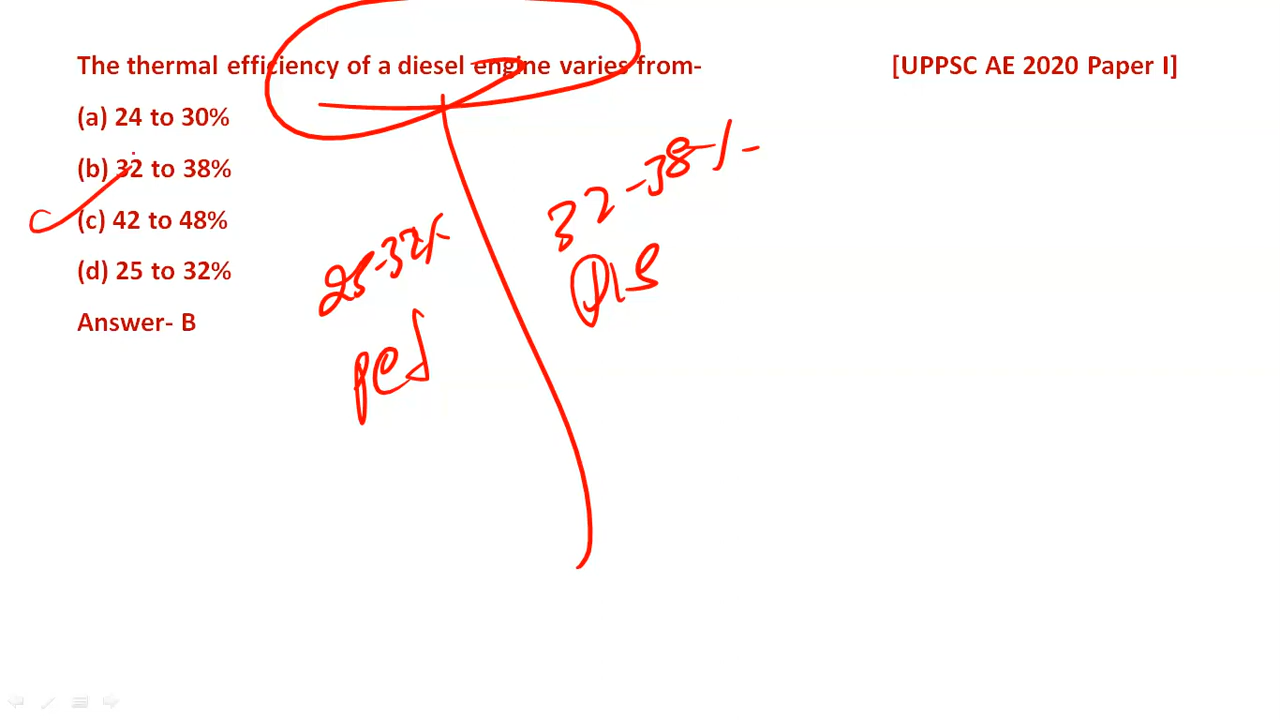 The thermal efficiency of a diesel engine varies from- [UPPSC AE 2020 Paper I]
(a) 24 to 30%
(b) 32 to 38%
(c) 42 to 48%
(d) 25 to 32%
Answer- B
32-38%-
25-32%